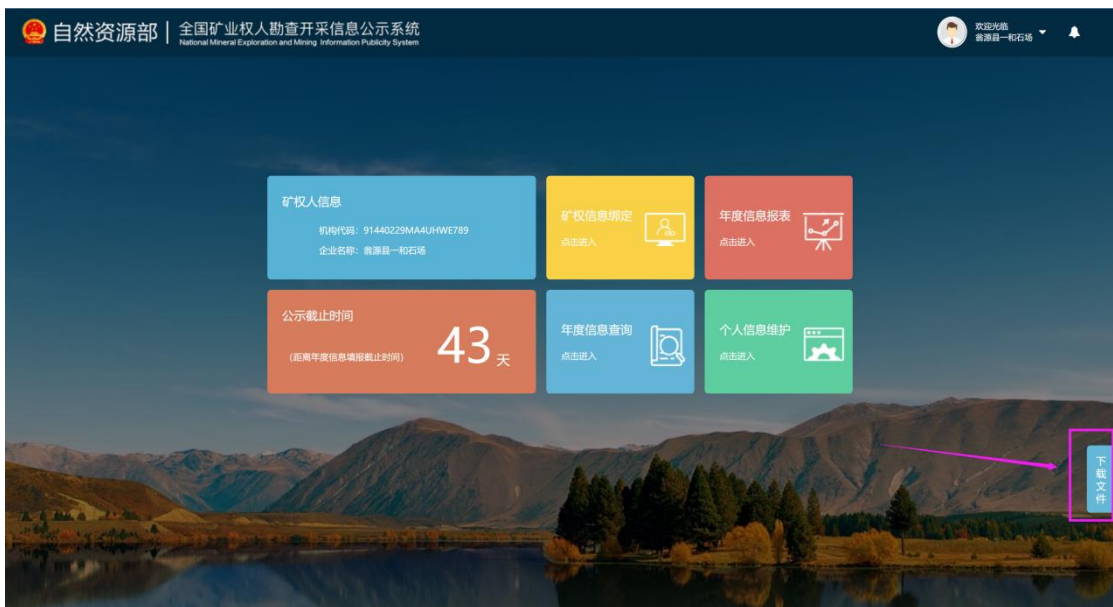 自然资源部
全国矿业权人勘查开采信息公示系统
National Mineral Exploration and Mining Information Publicity System
欢迎光临
翁源县一和石场
矿权人信息
机构代码：91440229MA4UHWE789
企业名称：翁源县一和石场
矿权信息绑定
点击进入
年度信息报表
点击进入
公示截止时间
（距离年度信息填报截止时间）
43 天
年度信息查询
点击进入
个人信息维护
点击进入
下载文件